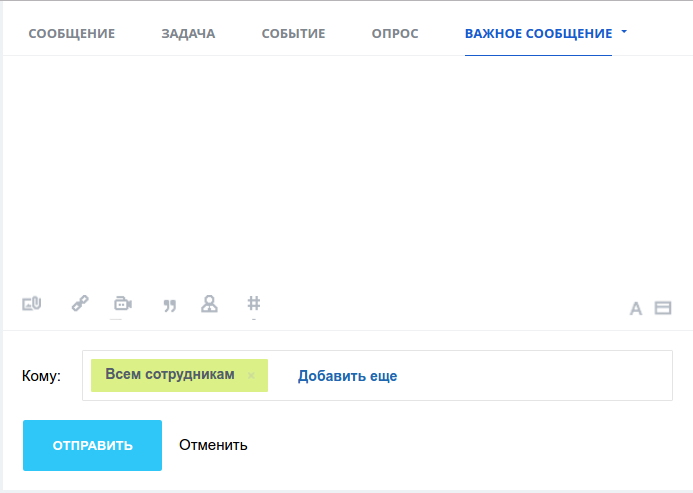 СООБЩЕНИЕ ЗАДАЧА СОБЫТИЕ ОПРОС ВАЖНОЕ СООБЩЕНИЕ
A
Кому: Всем сотрудникам × Добавить еще
ОТПРАВИТЬ Отменить